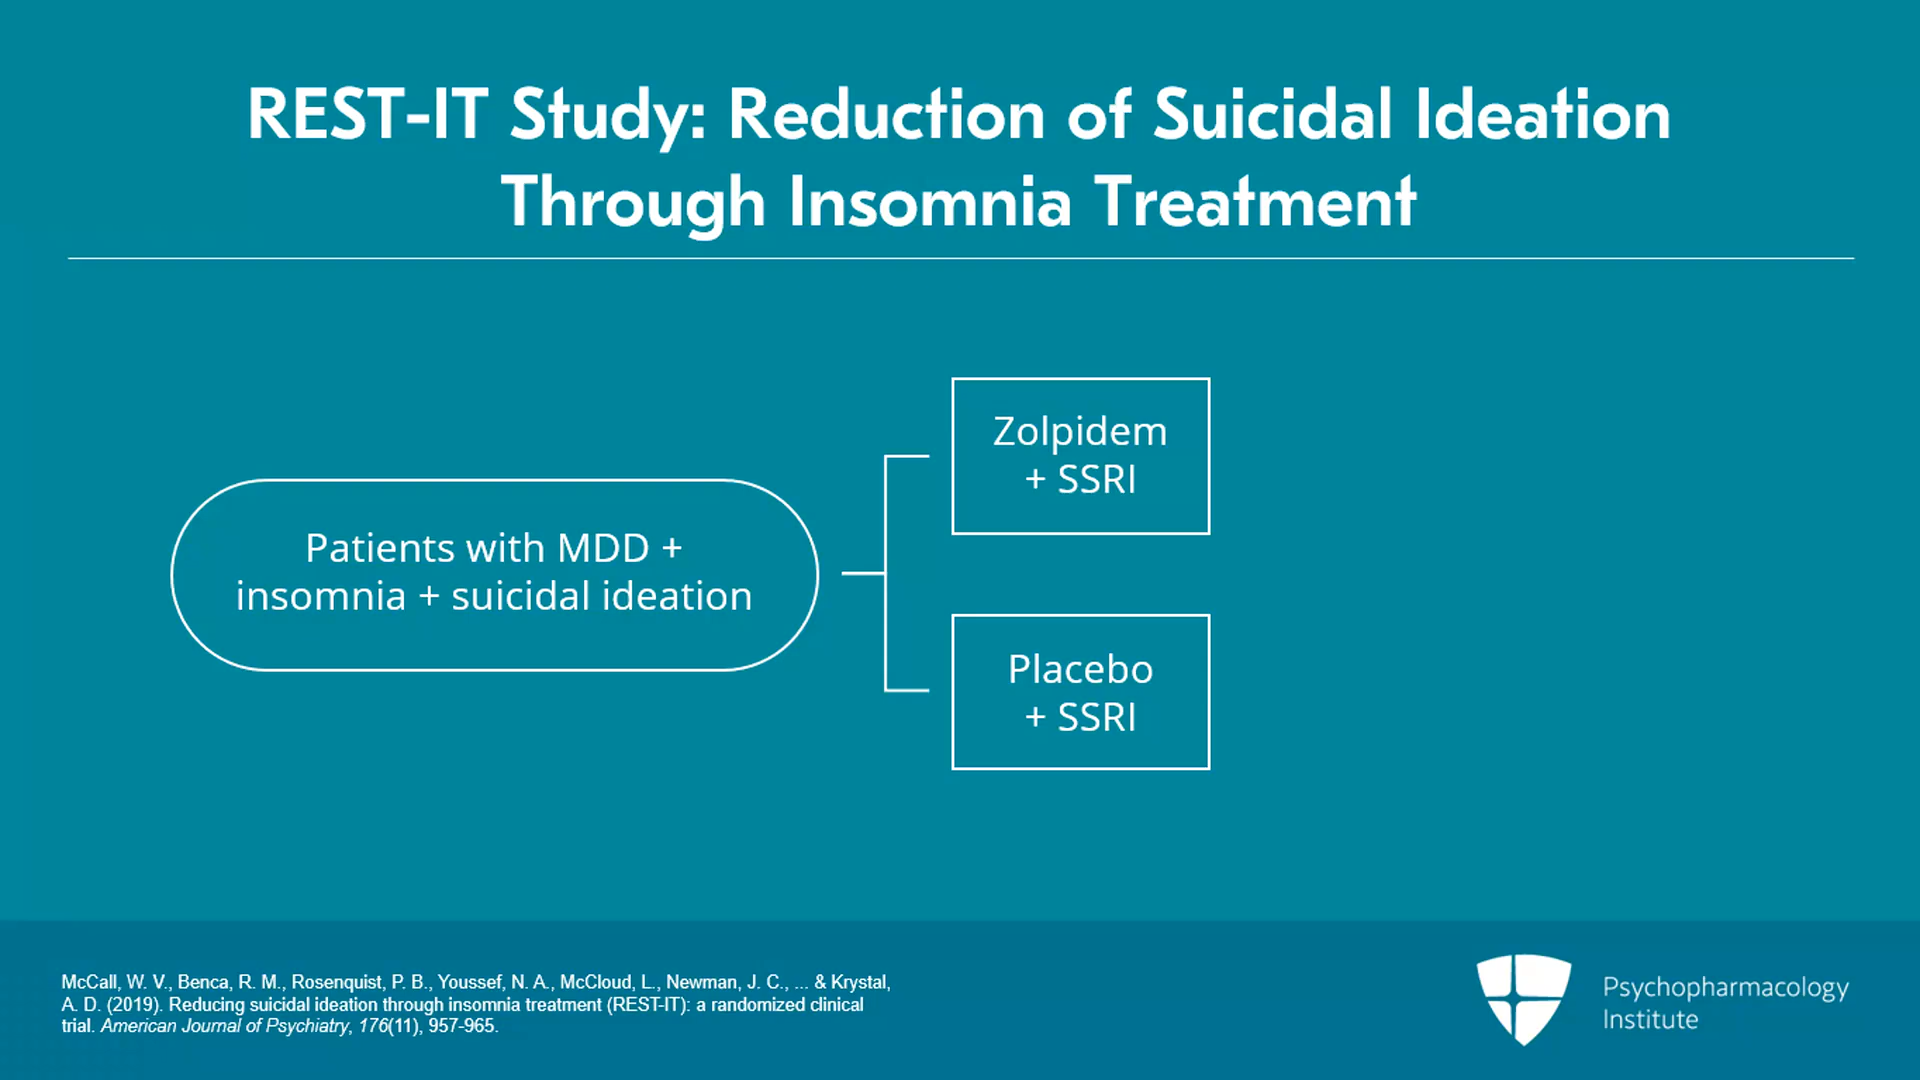 REST-IT Study: Reduction of Suicidal Ideation
Through Insomnia Treatment
Patients with MDD +
insomnia + suicidal ideation
Zolpidem
+ SSRI
Placebo
+ SSRI
McCall, W. V., Benca, R. M., Rosenquist, P. B., Youssef, N. A., McCloud, L., Newman, J. C., ... & Krystal,
A. D. (2019). Reducing suicidal ideation through insomnia treatment (REST-IT): a randomized clinical
trial. American Journal of Psychiatry, 176(11), 957-965.
Psychopharmacology
Institute